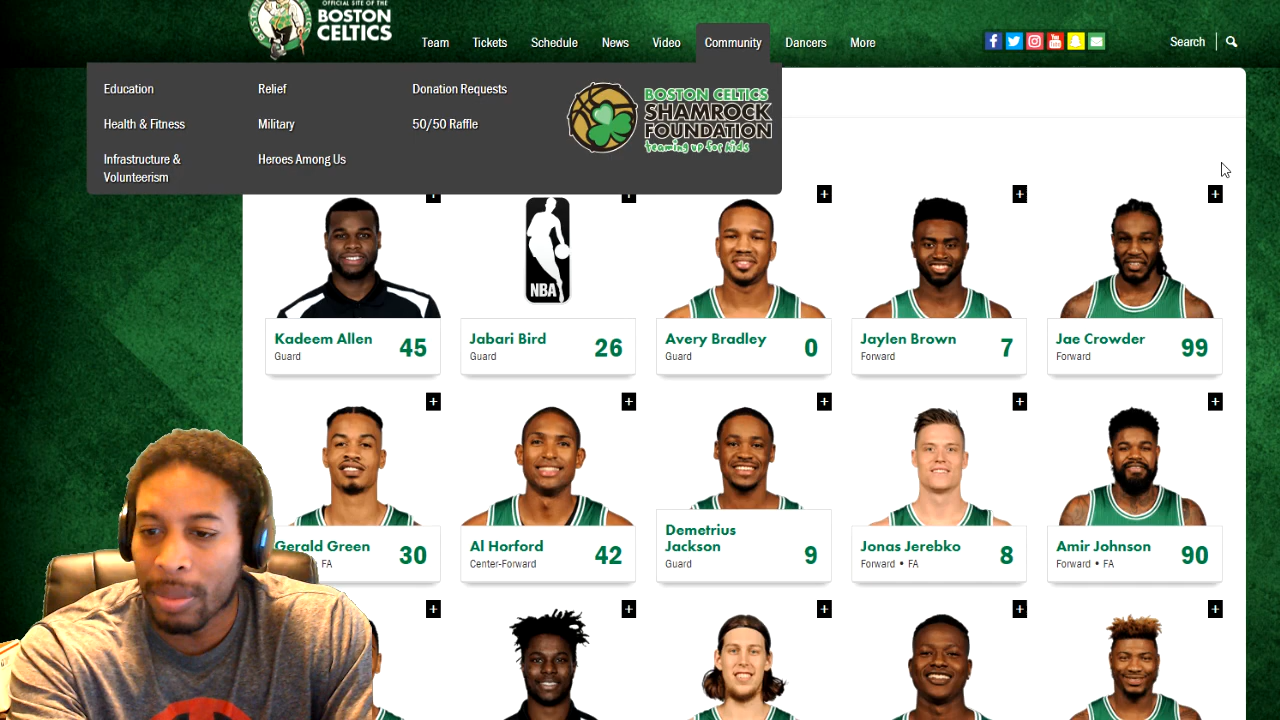 OFFICIAL SITE OF THE
BOSTON
CELTICS
Team
Tickets
Schedule
News
Video
Community
Dancers
More
Search
Education
Relief
Donation Requests
Health & Fitness
Military
50/50 Raffle
Infrastructure &
Volunteerism
Heroes Among Us
BOSTON CELTICS
SHAMROCK
FOUNDATION
teaming up for kids
NBA
Kadeem Allen
Guard
45
Jabari Bird
Guard
26
Avery Bradley
Guard
0
Jaylen Brown
Forward
7
Jae Crowder
Forward
99
Gerald Green
FA
30
Al Horford
Center-Forward
42
Demetrius
Jackson
Guard
9
Jonas Jerebko
Forward • FA
8
Amir Johnson
Forward • FA
90